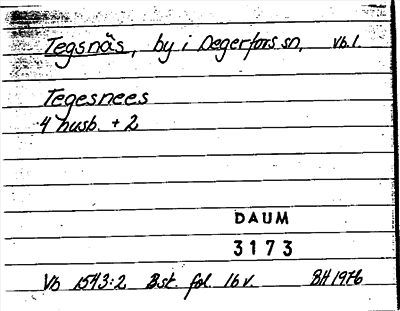 Tegsnäs, by i Degerfors sn, Vb.l.
Tegesnees
4 husb. + 2
DAUM
3173
Vb 1543:2 Bst. fol. 16 v. BH 1976